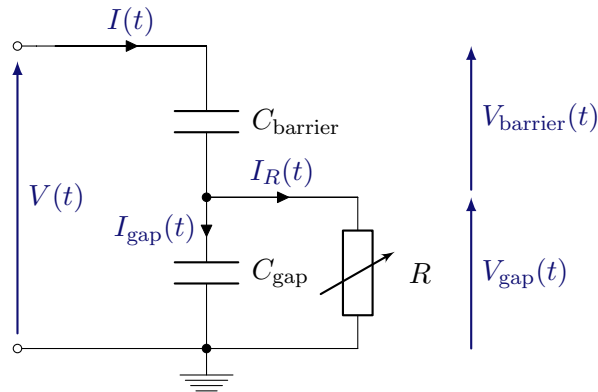 I(t)
C_barrier
V_barrier(t)
I_R(t)
V(t)
I_gap(t)
C_gap
R
V_gap(t)